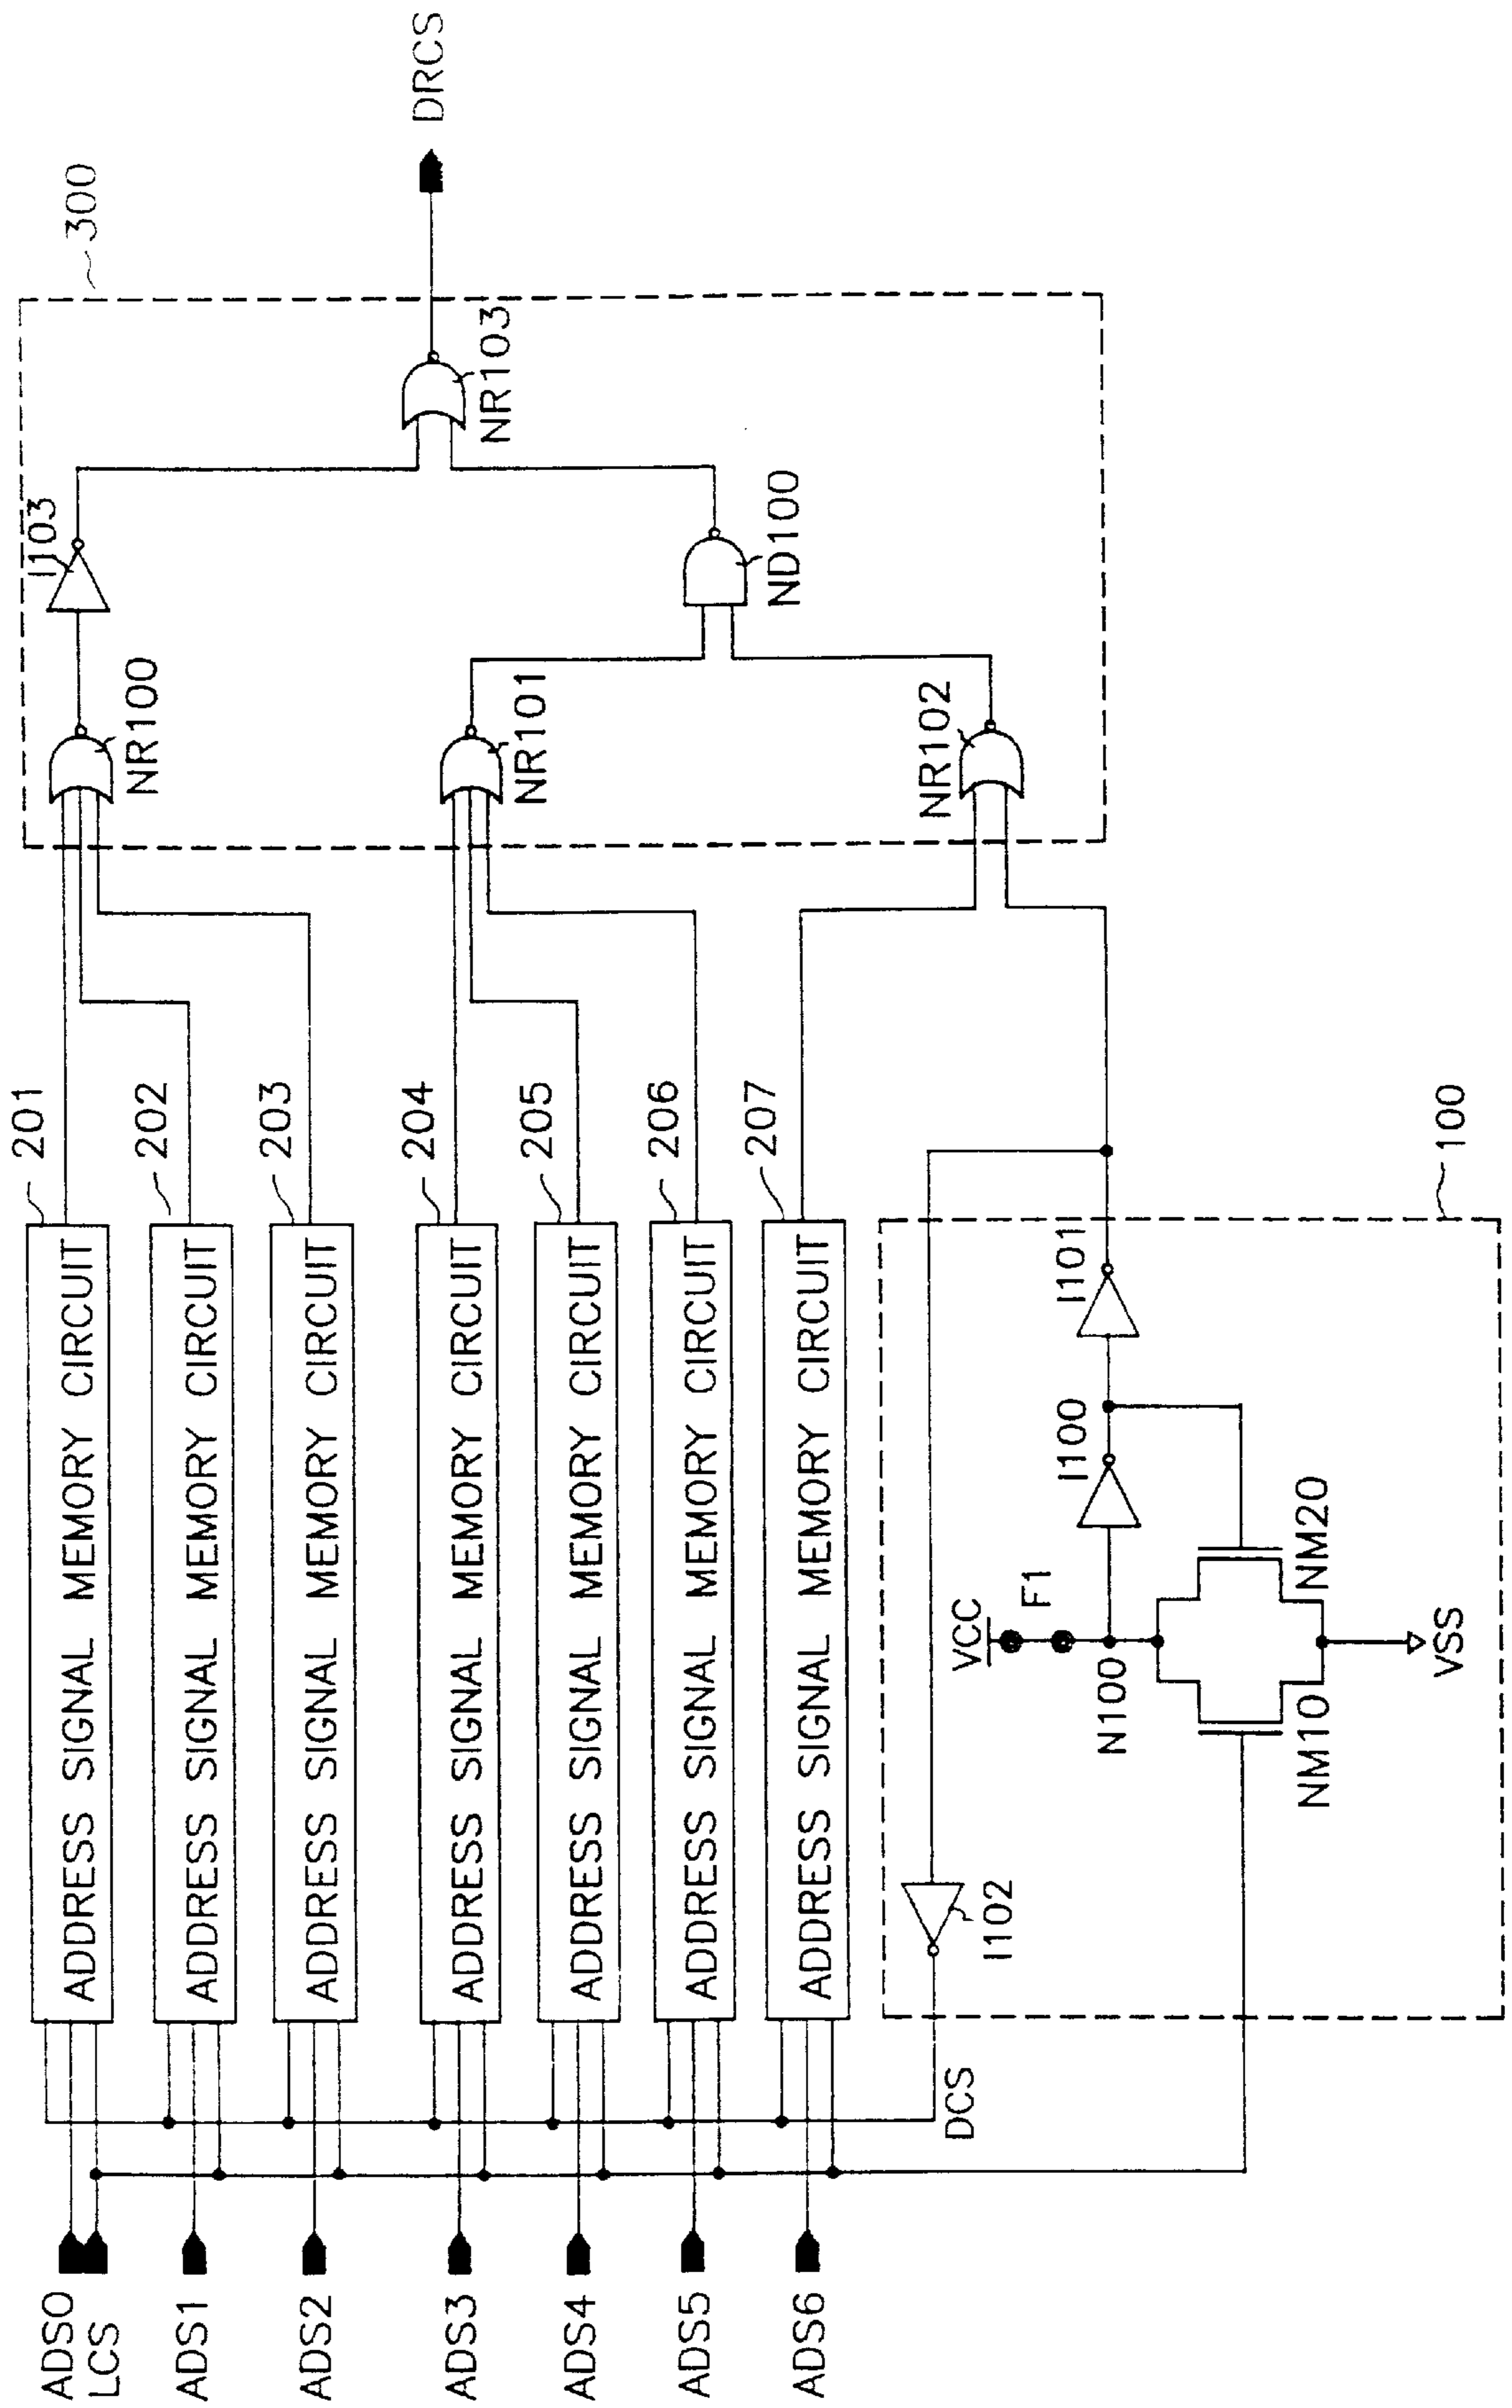 ADS0
LCS
ADS1
ADS2
ADS3
ADS4
ADS5
ADS6
DCS
ADDRESS SIGNAL MEMORY CIRCUIT
201
ADDRESS SIGNAL MEMORY CIRCUIT
202
ADDRESS SIGNAL MEMORY CIRCUIT
203
ADDRESS SIGNAL MEMORY CIRCUIT
204
ADDRESS SIGNAL MEMORY CIRCUIT
205
ADDRESS SIGNAL MEMORY CIRCUIT
206
ADDRESS SIGNAL MEMORY CIRCUIT
207
I102
VCC
F1
N100
I100
I101
NM10
NM20
VSS
100
NR100
I103
NR101
NR102
ND100
NR103
300
DRCS